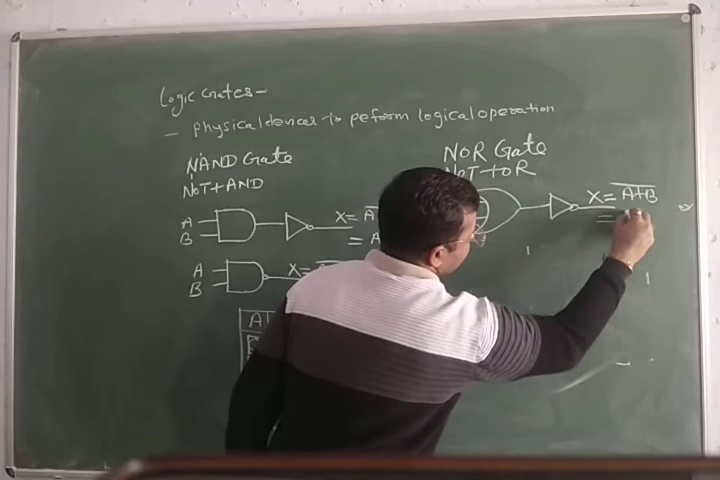 Logic Gates-
- physical devices to peform logical operation
NAND Gate
NOT + AND
A
B
X = A
= A
A
B
X =
A
NOR Gate
NOT + OR
X = A+B
=